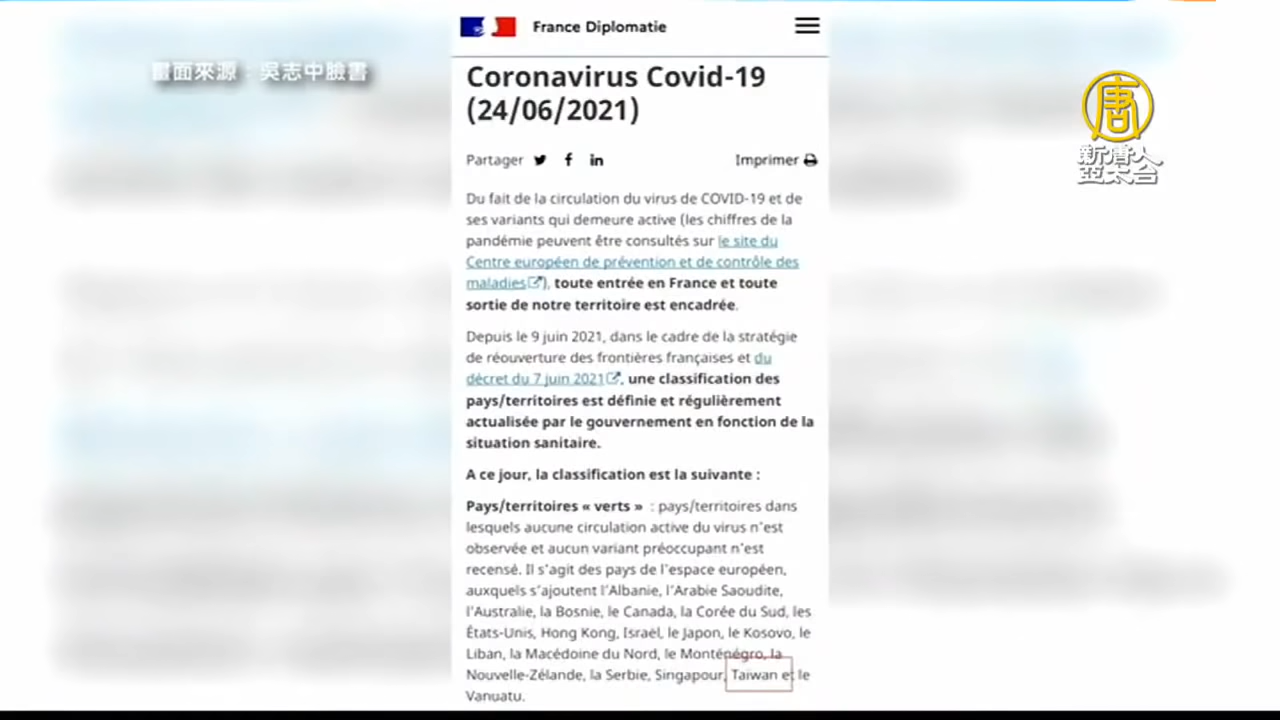 France Diplomatie
畫面來源：吳志中臉書
唐
新唐人
亞太台
Coronavirus Covid-19
(24/06/2021)
Partager
Imprimer
Du fait de la circulation du virus de COVID-19 et de
ses variants qui demeure active (les chiffres de la
pandémie peuvent être consultés sur le site du
Centre européen de prévention et de contrôle des
maladies), toute entrée en France et toute
sortie de notre territoire est encadrée.
Depuis le 9 juin 2021, dans le cadre de la stratégie
de réouverture des frontières françaises et du
décret du 7 juin 2021, une classification des
pays/territoires est définie et régulièrement
actualisée par le gouvernement en fonction de la
situation sanitaire.
A ce jour, la classification est la suivante :
Pays/territoires « verts » : pays/territoires dans
lesquels aucune circulation active du virus n'est
observée et aucun variant préoccupant n'est
recensé. Il s'agit des pays de l'espace européen,
auxquels s'ajoutent l'Albanie, l'Arabie Saoudite,
l'Australie, la Bosnie, le Canada, la Corée du Sud, les
États-Unis, Hong Kong, Israël, le Japon, le Kosovo, le
Liban, la Macédoine du Nord, le Monténégro, la
Nouvelle-Zélande, la Serbie, Singapour, Taïwan et le
Vanuatu.